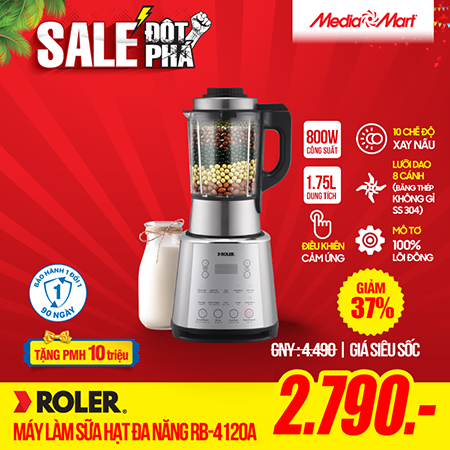 SALE ĐỘT PHÁ
MediaMart
800W
CÔNG SUẤT
10 CHẾ ĐỘ
XAY NẤU
1.75L
DUNG TÍCH
LƯỠI DAO
8 CÁNH
(BẰNG THÉP
KHÔNG GỈ
SS 304)
ĐIỀU KHIỂN
CẢM ỨNG
MÔ TƠ
100%
LÕI ĐỒNG
ROLER
BẢO HÀNH 1 ĐỔI 1
1
90 NGÀY
GIẢM
37%
TẶNG PMH 10 triệu
GNY : 4.490 | GIÁ SIÊU SỐC
ROLER®
2.790.-
MÁY LÀM SỮA HẠT ĐA NĂNG RB-4120A